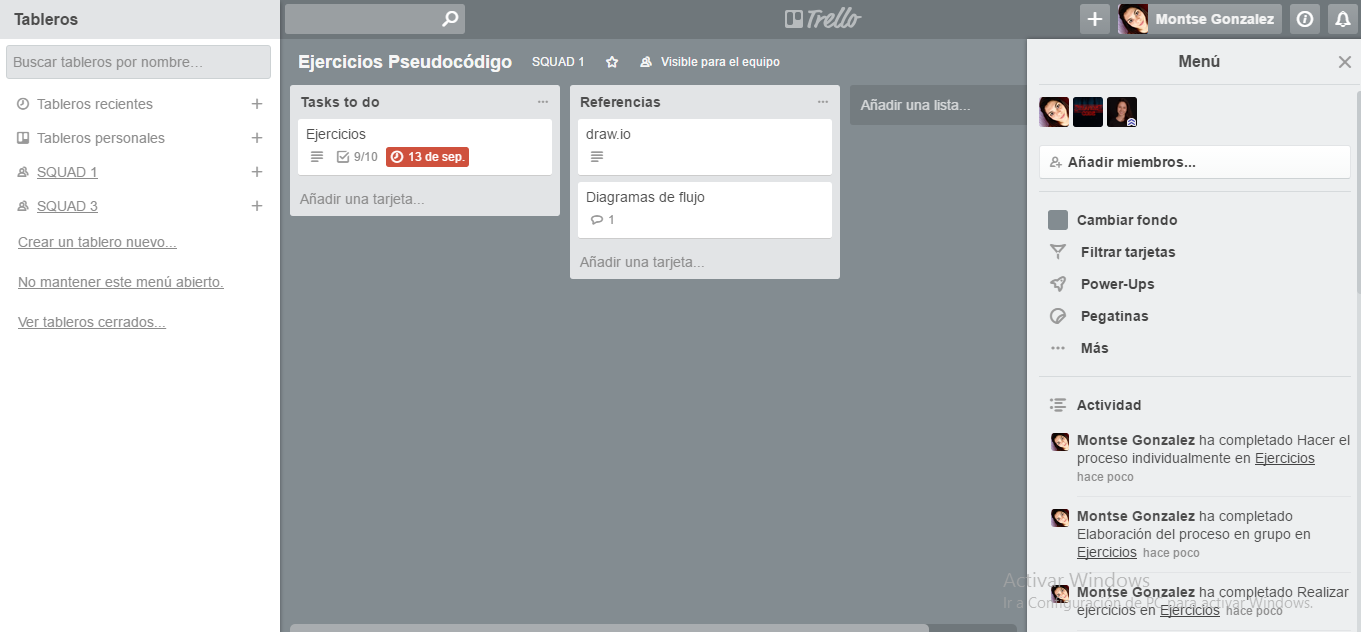 Tableros
Buscar tableros por nombre…
Tableros recientes
Tableros personales
SQUAD 1
SQUAD 3
Crear un tablero nuevo…
No mantener este menú abierto.
Ver tableros cerrados…
Trello
Montse Gonzalez
Ejercicios Pseudocódigo SQUAD 1 Visible para el equipo
Tasks to do
Ejercicios
9/10 13 de sep.
Añadir una tarjeta…
Referencias
draw.io
Diagramas de flujo
1
Añadir una tarjeta…
Añadir una lista…
Menú
Añadir miembros…
Cambiar fondo
Filtrar tarjetas
Power-Ups
Pegatinas
Más
Actividad
Montse Gonzalez ha completado Hacer el
proceso individualmente en Ejercicios
hace poco
Montse Gonzalez ha completado
Elaboración del proceso en grupo en
Ejercicios hace poco
Montse Gonzalez ha completado Realizar
ejercicios en Ejercicios hace poco
Activar Windows
Ir a Configuración de PC para activar Windows.